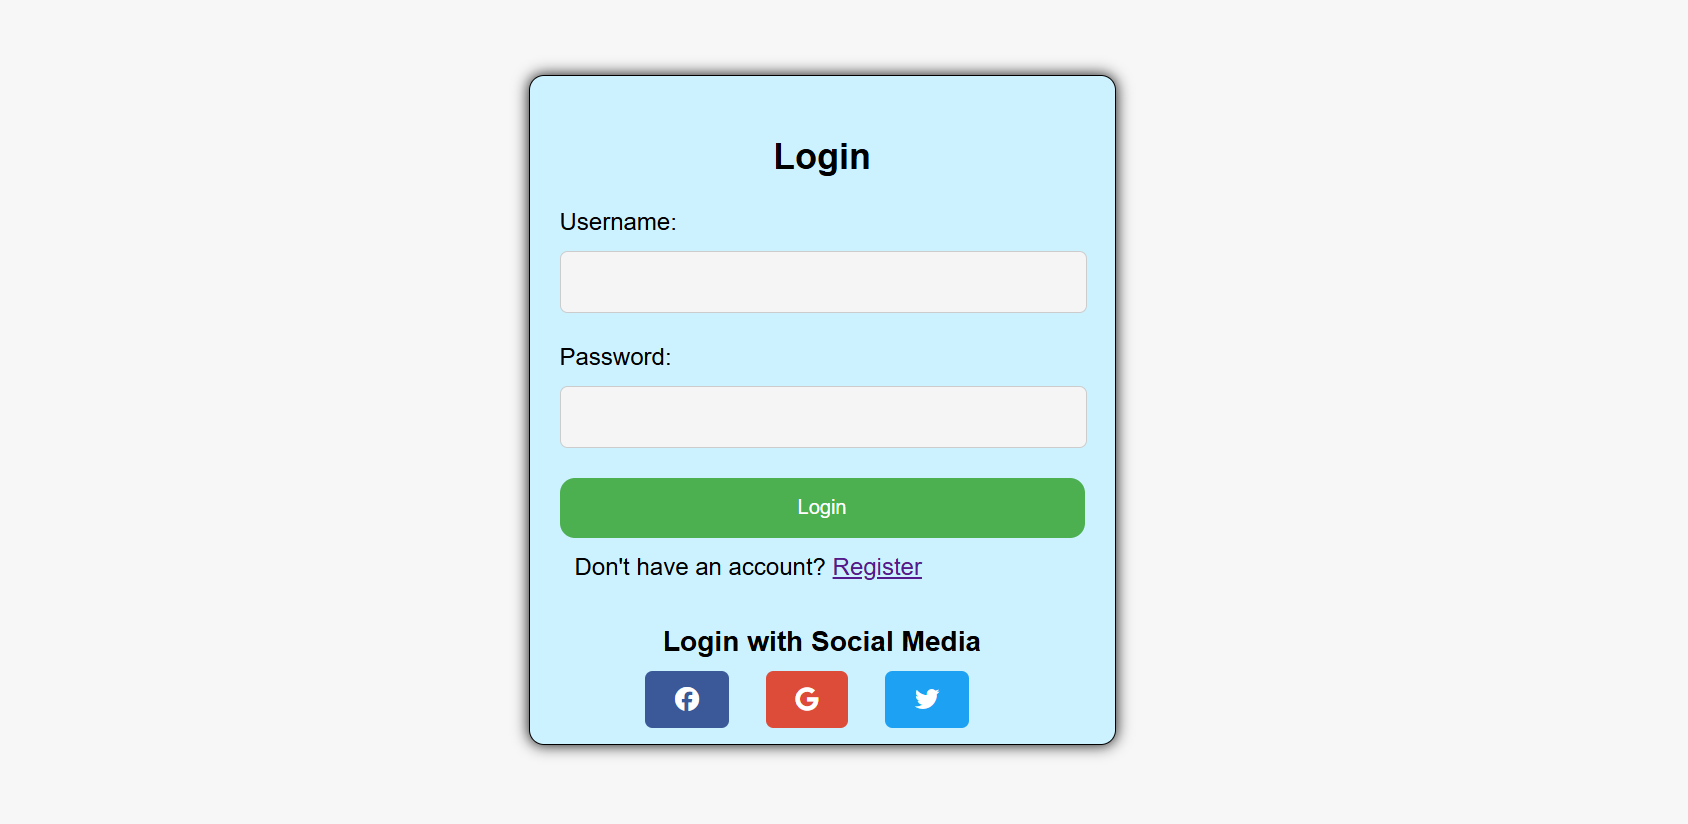 Login
Username:
Password:
Login
Don't have an account? Register
Login with Social Media